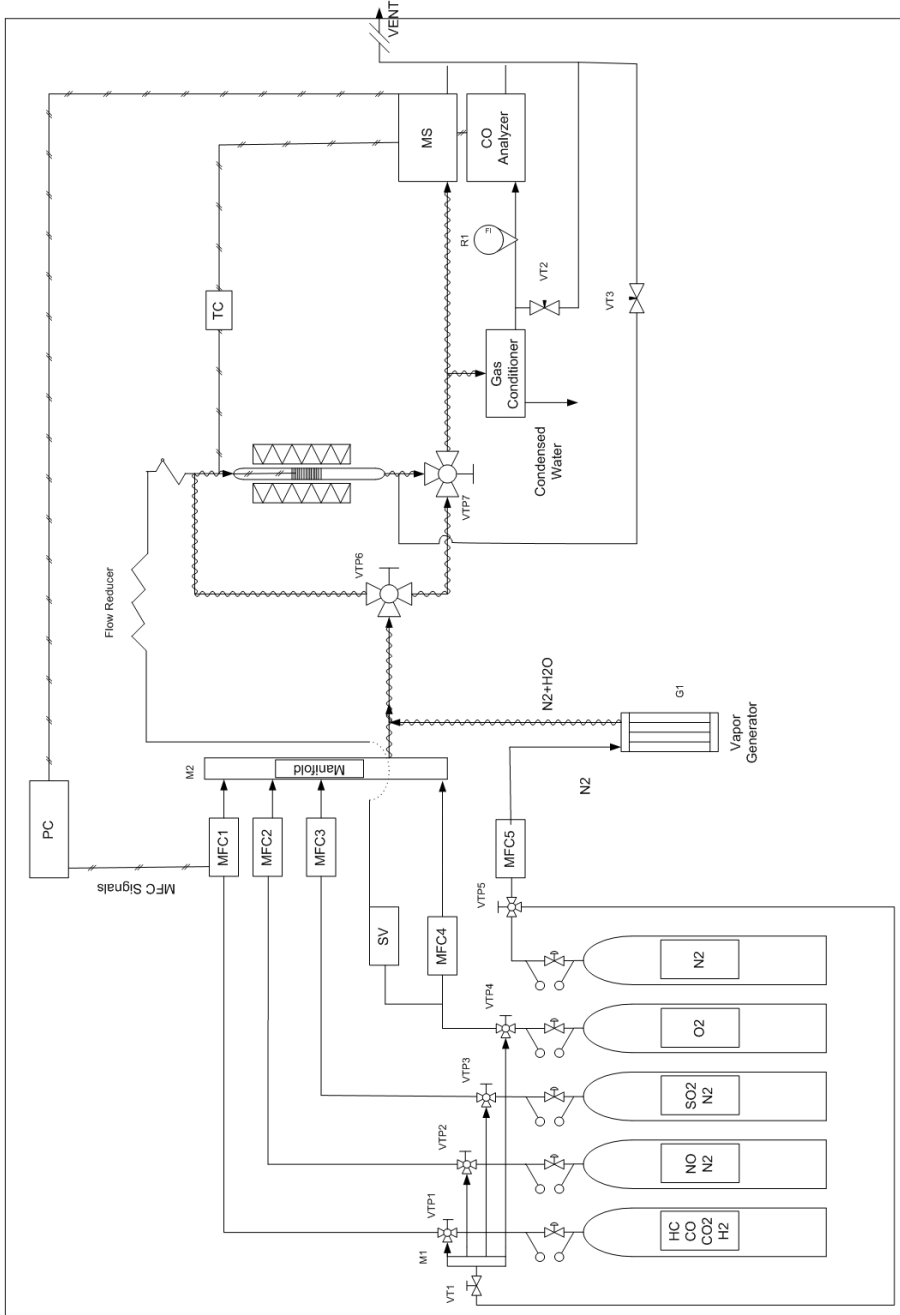 VENT
MS
CO
Analyzer
FI
R1
VT2
VT3
TC
Gas
Conditioner
Condensed
Water
VTP7
VTP6
Flow Reducer
N2+H2O
G1
Vapor
Generator
N2
M2
Manifold
PC
MFC Signals
MFC1
MFC2
MFC3
SV
MFC4
MFC5
VTP5
VTP4
VTP3
VTP2
VTP1
M1
VT1
HC
CO
CO2
H2
NO
N2
SO2
N2
O2
N2